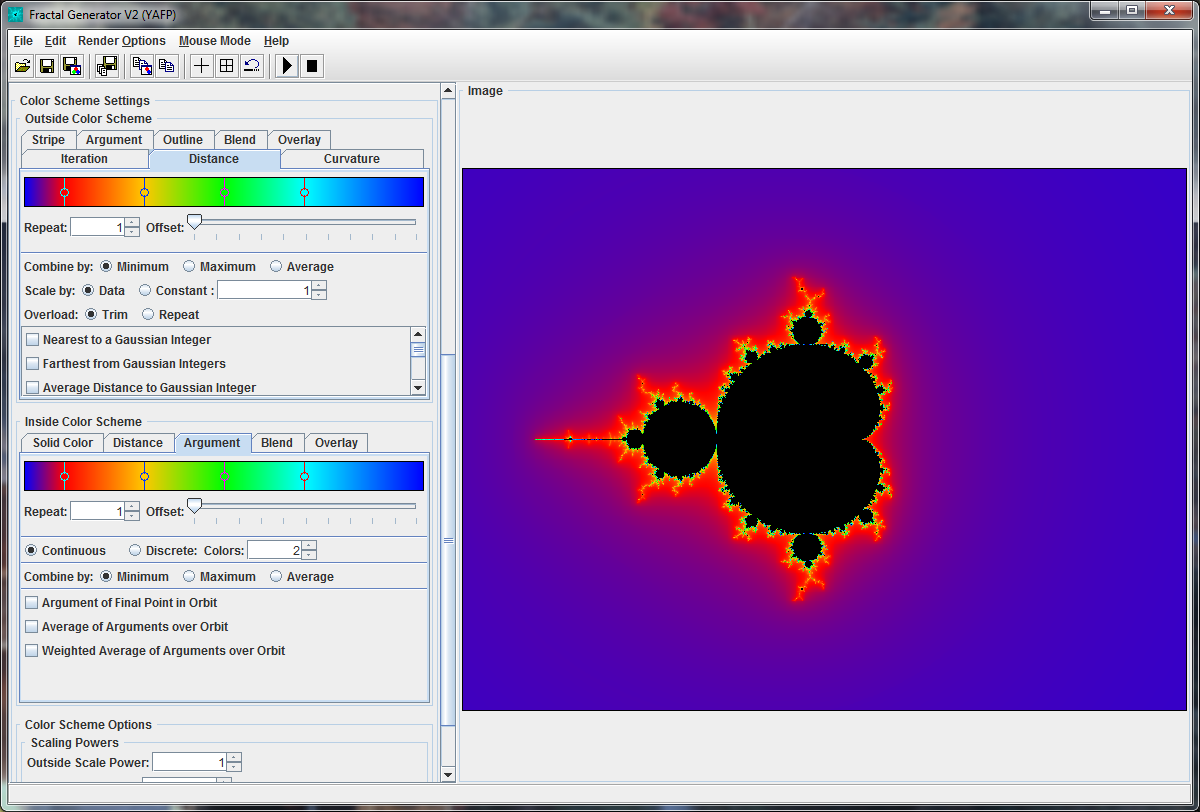 Fractal Generator V2 (YAFP)
File Edit Render Options Mouse Mode Help
Color Scheme Settings
Outside Color Scheme
Stripe Argument Outline Blend Overlay
Iteration Distance Curvature
Repeat: 1 Offset:
Combine by: Minimum Maximum Average
Scale by: Data Constant : 1
Overload: Trim Repeat
Nearest to a Gaussian Integer
Farthest from Gaussian Integers
Average Distance to Gaussian Integer
Inside Color Scheme
Solid Color Distance Argument Blend Overlay
Repeat: 1 Offset:
Continuous Discrete: Colors: 2
Combine by: Minimum Maximum Average
Argument of Final Point in Orbit
Average of Arguments over Orbit
Weighted Average of Arguments over Orbit
Color Scheme Options
Scaling Powers
Outside Scale Power: 1
Image